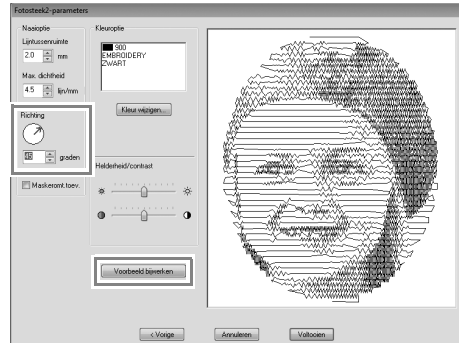 Fotosteek2-parameters
Naaioptie
Lijntussenruimte
2.0 mm
Max. dichtheid
4.5 lijn/mm
Richting
45 graden
Maskeromt.toev.
Kleuroptie
900
EMBROIDERY
ZWART
Kleur wijzigen...
Helderheid/contrast
Voorbeeld bijwerken
< Vorige
Annuleren
Voltooien